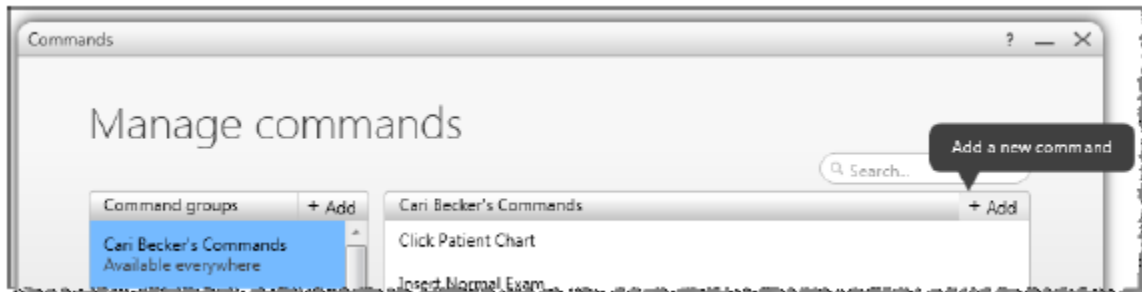 Commands ?
Manage commands
Add a new command
Search...
Command groups + Add
Cari Becker's Commands + Add
Cari Becker's Commands
Available everywhere
Click Patient Chart
Insert Normal Exam